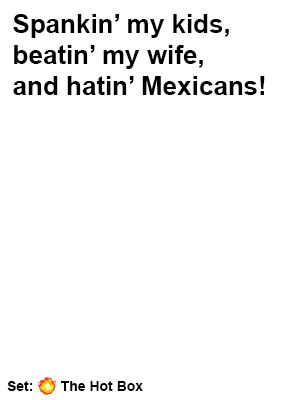 Spankin’ my kids,
beatin’ my wife,
and hatin’ Mexicans!
Set: The Hot Box